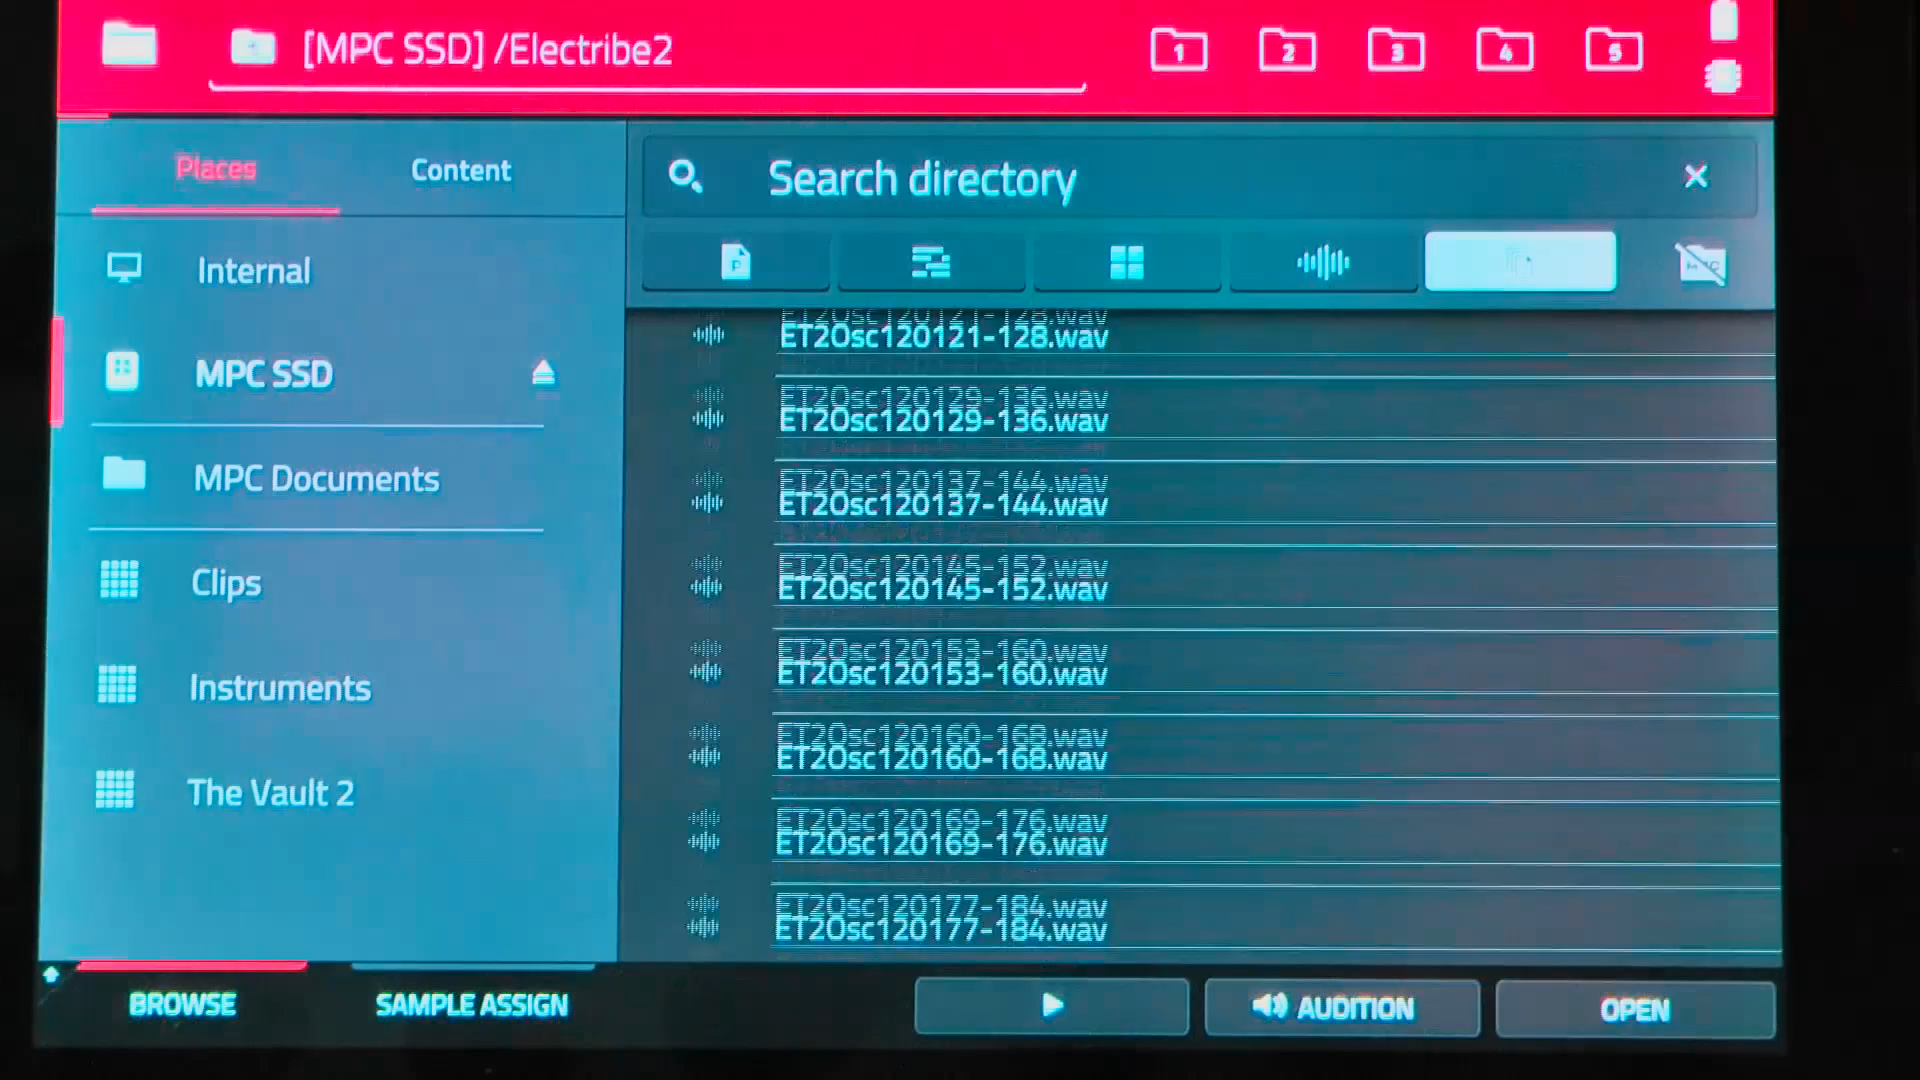 [MPC SSD] /Electribe2
1 2 3 4 5
Places
Content
Search directory
Internal
MPC SSD
MPC Documents
Clips
Instruments
The Vault 2
P
ET2Osc120121-128.wav
ET2Osc120129-136.wav
ET2Osc120137-144.wav
ET2Osc120145-152.wav
ET2Osc120153-160.wav
ET2Osc120160-168.wav
ET2Osc120169-176.wav
ET2Osc120177-184.wav
BROWSE
SAMPLE ASSIGN
AUDITION
OPEN